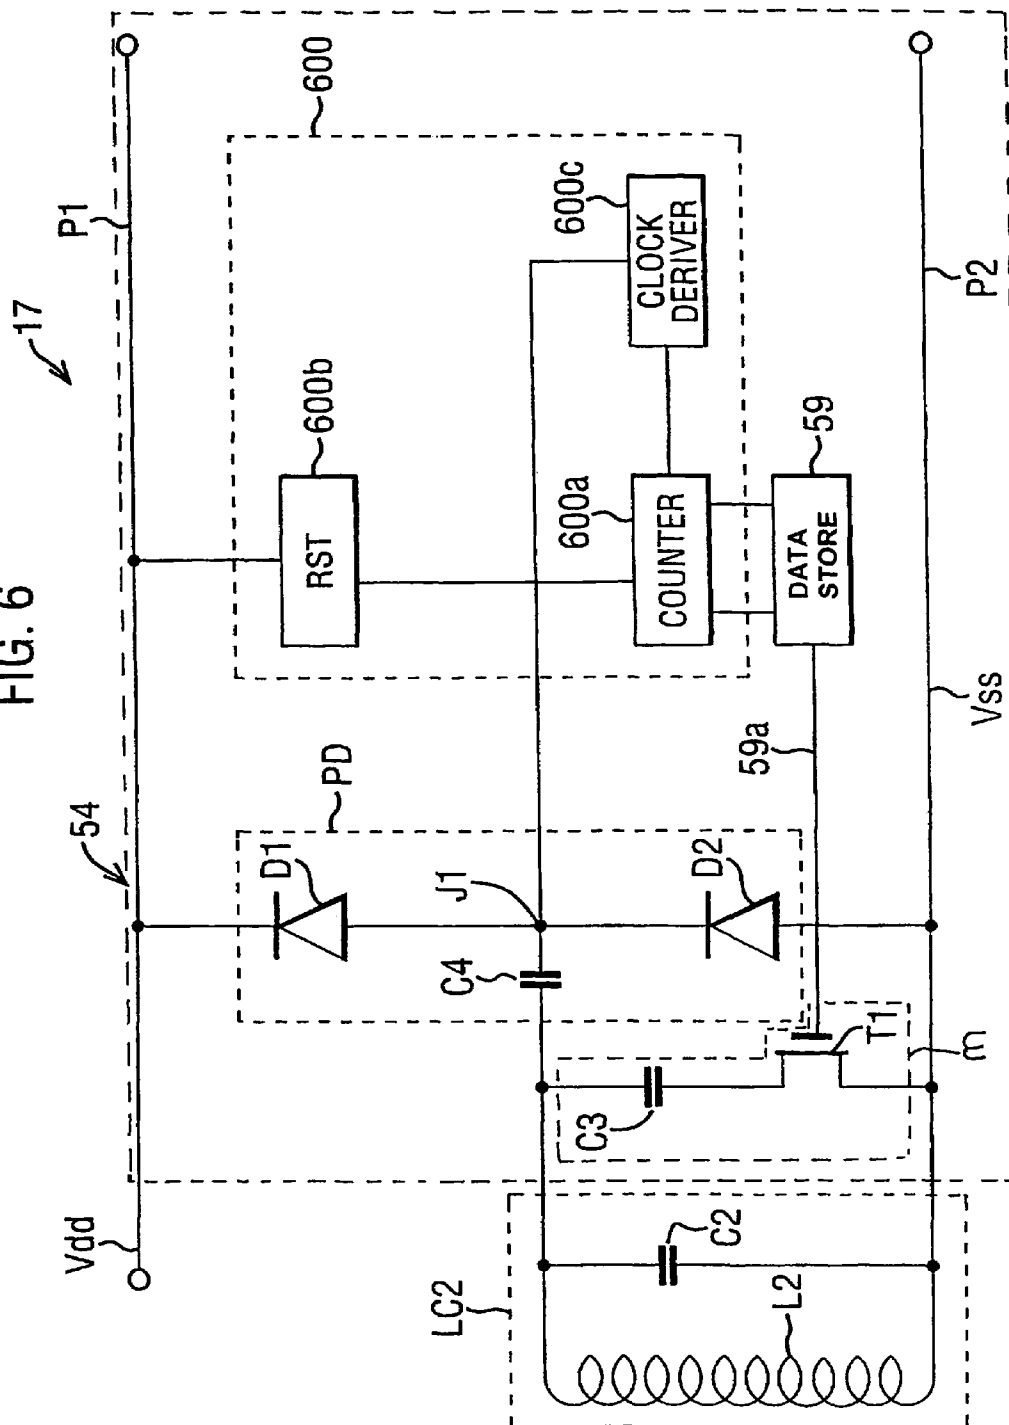 FIG. 6
17
54
P1
Vdd
600
600b
RST
600c
CLOCK
DERIVER
600a
COUNTER
59
DATA
STORE
59a
PD
D1
J1
D2
C4
C3
T1
m
LC2
C2
L2
Vss
P2